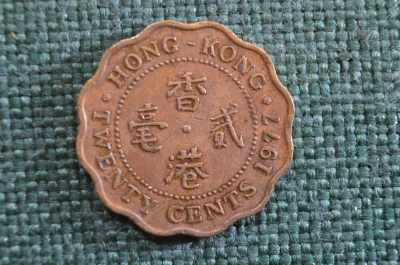 HONG - KONG
香
毫 · 貳
港
· TWENTY CENTS 1977